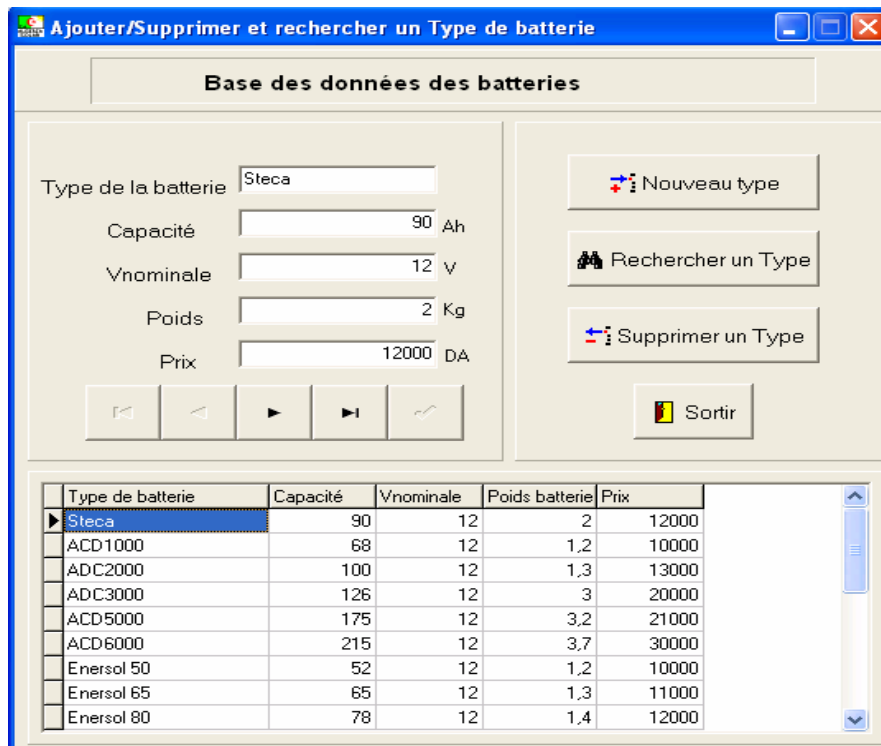 Ajouter/Supprimer et rechercher un Type de batterie
Base des données des batteries
Type de la batterie Steca
Capacité 90 Ah
Vnominale 12 V
Poids 2 Kg
Prix 12000 DA
Nouveau type
Rechercher un Type
Supprimer un Type
Sortir
Type de batterie Capacité Vnominale Poids batterie Prix
Steca 90 12 2 12000
ACD1000 68 12 1,2 10000
ADC2000 100 12 1,3 13000
ADC3000 126 12 3 20000
ACD5000 175 12 3,2 21000
ACD6000 215 12 3,7 30000
Enersol 50 52 12 1,2 10000
Enersol 65 65 12 1,3 11000
Enersol 80 78 12 1,4 12000